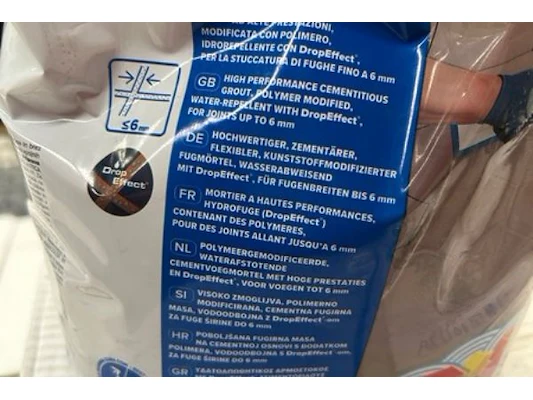 AD ALTE PRESTAZIONI,
MODIFICATA CON POLIMERO,
IDROREPELLENTE CON DropEffect®,
PER LA STUCCATURA DI FUGHE FINO A 6 mm
GB HIGH PERFORMANCE CEMENTITIOUS
GROUT, POLYMER MODIFIED,
WATER-REPELLENT WITH DropEffect®,
FOR JOINTS UP TO 6 mm
≤6mm
DE HOCHWERTIGER, ZEMENTÄRER,
FLEXIBLER, KUNSTSTOFFMODIFIZIERTER
FUGMÖRTEL, WASSERABWEISEND
MIT DropEffect®, FÜR FUGENBREITEN BIS 6 mm
Drop
Effect®
FR MORTIER A HAUTES PERFORMANCES,
HYDROFUGE (DropEffect®)
CONTENANT DES POLYMERES,
POUR DES JOINTS ALLANT JUSQU'A 6 mm
NL POLYMEERGEMODIFICEERDE,
WATERAFSTOTENDE
CEMENTVOEGMORTEL MET HOGE PRESTATIES
EN DropEffect®, VOOR VOEGEN TOT 6 mm
SI VISOKO ZMOGLJIVA, POLIMERNO
MODIFICIRANA, CEMENTNA FUGIRNA
MASA, VODOODBOJNA Z DropEffect®-om
ZA FUGE ŠIRINE DO 6 mm
HR POBOLJŠANA FUGIRNA MASA
NA CEMENTNOJ OSNOVI S DODATKOM
POLIMERA, VODOODBOJNA S DropEffect®-om
ZA FUGE ŠIRINE DO 6 mm
GR ΥΔΑΤΟΑΠΩΘΗΤΙΚΟΣ ΑΡΜΟΣΤΟΚΟΣ